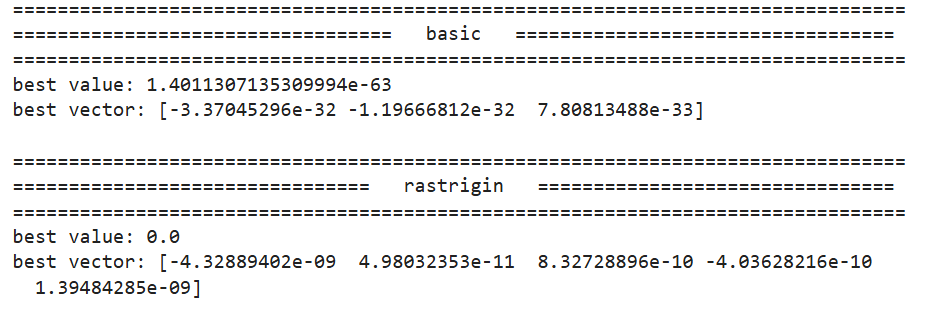 ================================================================================
==================================   basic   ==================================
================================================================================
best value: 1.4011307135309994e-63
best vector: [-3.37045296e-32 -1.19666812e-32  7.80813488e-33]

================================================================================
================================   rastrigin   ================================
================================================================================
best value: 0.0
best vector: [-4.32889402e-09  4.98032353e-11  8.32728896e-10 -4.03628216e-10
  1.39484285e-09]